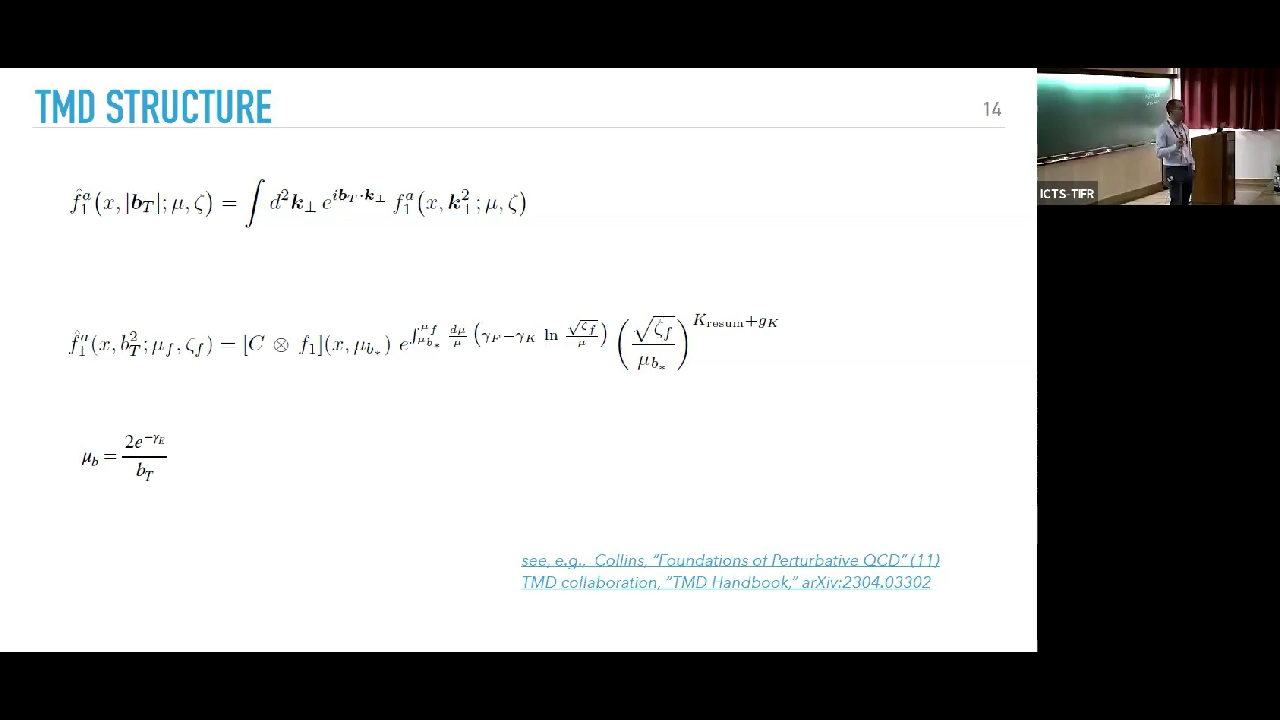 TMD STRUCTURE
14
f̂₁ᵃ(x, |b_T|; μ, ζ) = ∫ d²k⊥ e^{i b_T·k⊥} f₁ᵃ(x, k⊥²; μ, ζ)
f̂₁ᵃ(x, b_T²; μ_f, ζ_f) = [C ⊗ f₁](x, μ_{b*}) e^{∫_{μ_{b*}}^{μ_f} dμ/μ (γ_F − γ_K ln √ζ_f/μ)} (√ζ_f/μ_{b*})^{K_resum + g_K}
μ_b = 2e^{−γ_E}/b_T
see, e.g., Collins, "Foundations of Perturbative QCD" (11)
TMD collaboration, "TMD Handbook," arXiv:2304.03302
ICTS-TIFR